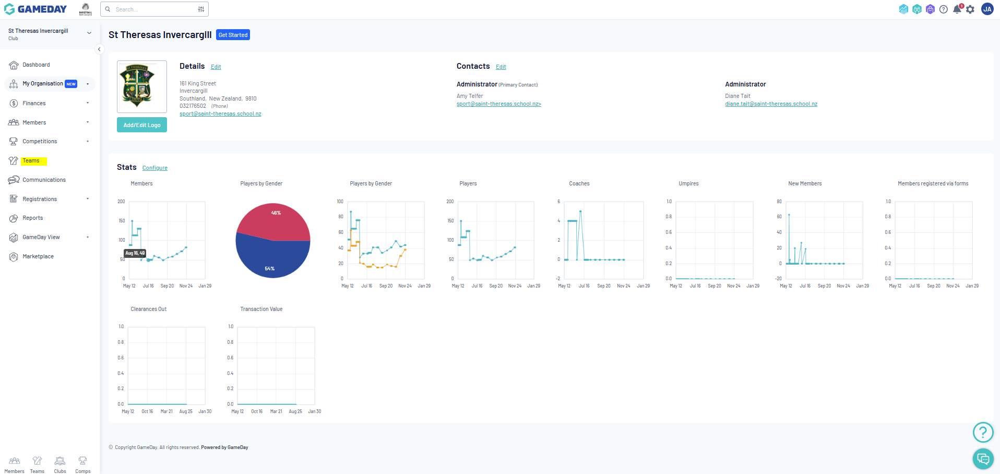 GAMEDAY
BASKETBALL
New Zealand
Search...
1
JA
St Theresas Invercargill
Club
St Theresas Invercargill
Get Started
Dashboard
My Organisation NEW
Finances
Members
Competitions
Teams
Communications
Registrations
Reports
GameDay View
Marketplace
ST THERESA'S
Add/Edit Logo
Details Edit
161 King Street
Invercargill
Southland, New Zealand, 9810
032176502 (Phone)
sport@saint-theresas.school.nz
Contacts Edit
Administrator (Primary Contact)
Amy Telfer
sport@saint-theresas.school.nz>
Administrator
Diane Tait
diane.tait@saint-theresas.school.nz
Stats Configure
Members
200
150
100
50
0
Aug 16, 49
May 12 Jul 16 Sep 20 Nov 24 Jan 29
Players by Gender
46%
54%
Players by Gender
100
80
60
40
20
0
May 12 Jul 16 Sep 20 Nov 24 Jan 29
Players
200
150
100
50
0
May 12 Jul 16 Sep 20 Nov 24 Jan 29
Coaches
6
4
2
0
-2
May 12 Jul 16 Sep 20 Nov 24 Jan 29
Umpires
1.0
0.8
0.6
0.4
0.2
0.0
May 12 Jul 16 Sep 20 Nov 24 Jan 29
New Members
80
60
40
20
0
-20
May 12 Jul 16 Sep 20 Nov 24 Jan 29
Members registered via forms
1.0
0.8
0.6
0.4
0.2
0.0
May 12 Jul 16 Sep 20 Nov 24 Jan 29
Clearances Out
1.0
0.8
0.6
0.4
0.2
0.0
May 12 Oct 16 Mar 21 Aug 25 Jan 30
Transaction Value
1.0
0.8
0.6
0.4
0.2
0.0
May 12 Oct 16 Mar 21 Aug 25 Jan 30
© Copyright GameDay. All rights reserved. Powered by GameDay
Members Teams Clubs Comps